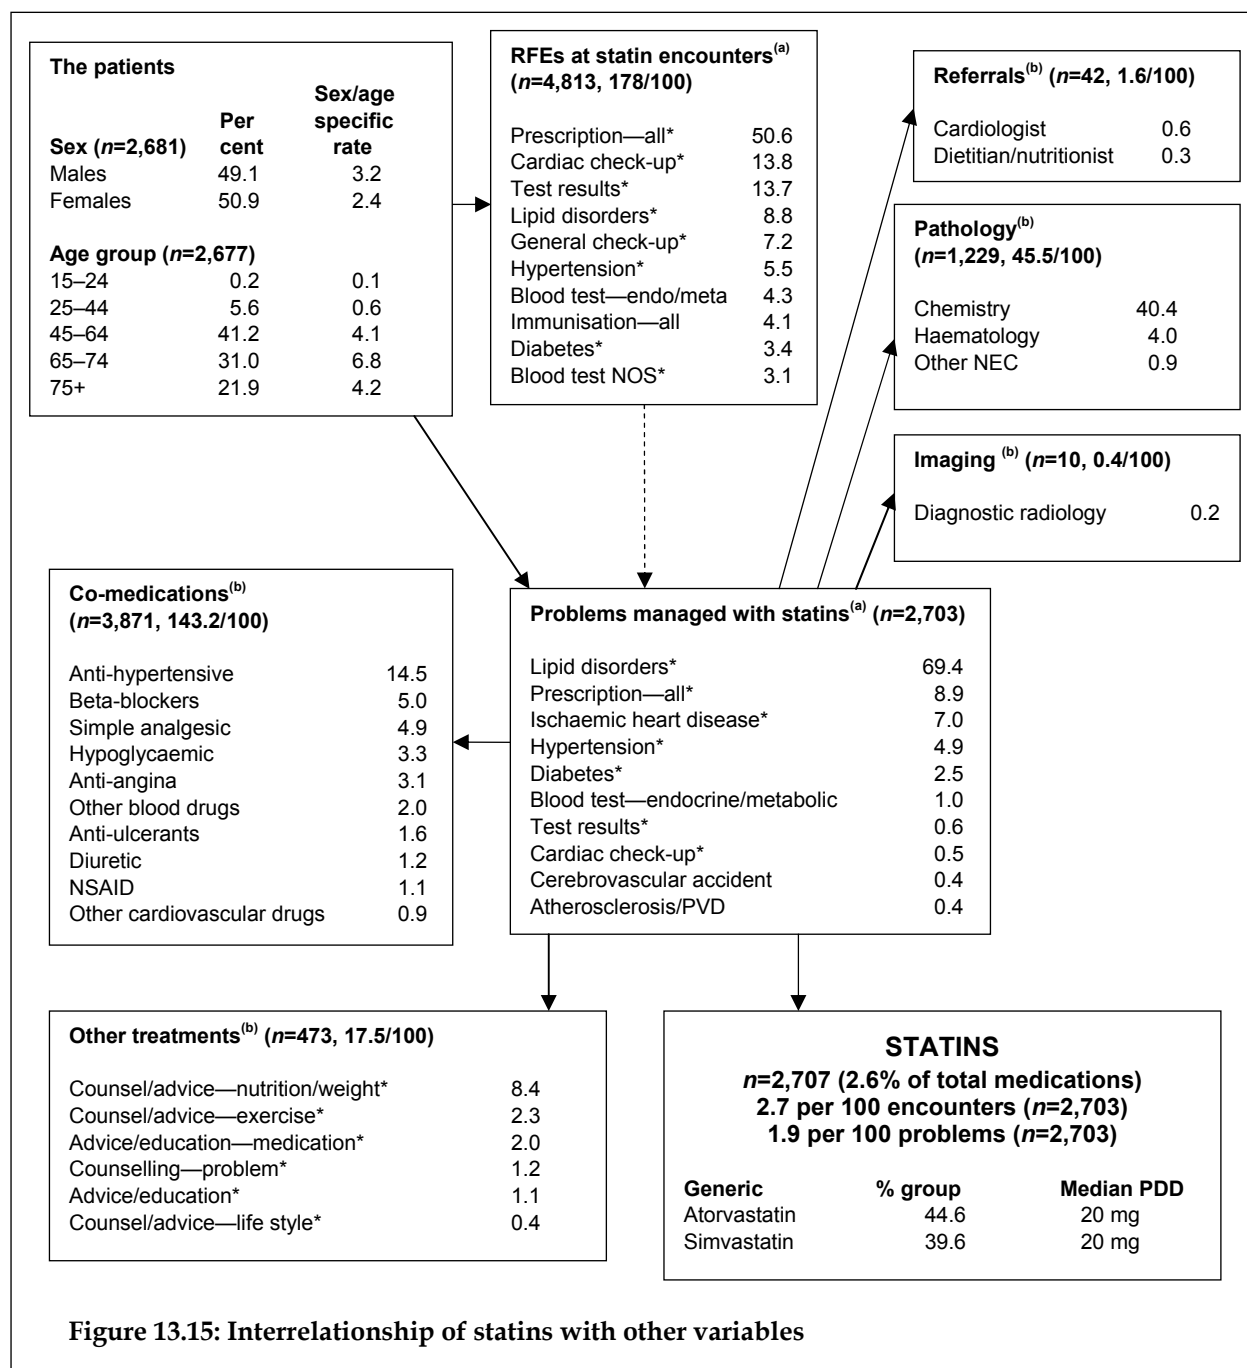 The patients
Sex (n=2,681) Per cent Sex/age specific rate
Males 49.1 3.2
Females 50.9 2.4
Age group (n=2,677)
15–24 0.2 0.1
25–44 5.6 0.6
45–64 41.2 4.1
65–74 31.0 6.8
75+ 21.9 4.2
RFEs at statin encounters(a)
(n=4,813, 178/100)
Prescription—all* 50.6
Cardiac check-up* 13.8
Test results* 13.7
Lipid disorders* 8.8
General check-up* 7.2
Hypertension* 5.5
Blood test—endo/meta 4.3
Immunisation—all 4.1
Diabetes* 3.4
Blood test NOS* 3.1
Referrals(b) (n=42, 1.6/100)
Cardiologist 0.6
Dietitian/nutritionist 0.3
Pathology(b)
(n=1,229, 45.5/100)
Chemistry 40.4
Haematology 4.0
Other NEC 0.9
Imaging (b) (n=10, 0.4/100)
Diagnostic radiology 0.2
Co-medications(b)
(n=3,871, 143.2/100)
Anti-hypertensive 14.5
Beta-blockers 5.0
Simple analgesic 4.9
Hypoglycaemic 3.3
Anti-angina 3.1
Other blood drugs 2.0
Anti-ulcerants 1.6
Diuretic 1.2
NSAID 1.1
Other cardiovascular drugs 0.9
Problems managed with statins(a) (n=2,703)
Lipid disorders* 69.4
Prescription—all* 8.9
Ischaemic heart disease* 7.0
Hypertension* 4.9
Diabetes* 2.5
Blood test—endocrine/metabolic 1.0
Test results* 0.6
Cardiac check-up* 0.5
Cerebrovascular accident 0.4
Atherosclerosis/PVD 0.4
Other treatments(b) (n=473, 17.5/100)
Counsel/advice—nutrition/weight* 8.4
Counsel/advice—exercise* 2.3
Advice/education—medication* 2.0
Counselling—problem* 1.2
Advice/education* 1.1
Counsel/advice—life style* 0.4
STATINS
n=2,707 (2.6% of total medications)
2.7 per 100 encounters (n=2,703)
1.9 per 100 problems (n=2,703)
Generic % group Median PDD
Atorvastatin 44.6 20 mg
Simvastatin 39.6 20 mg
Figure 13.15: Interrelationship of statins with other variables